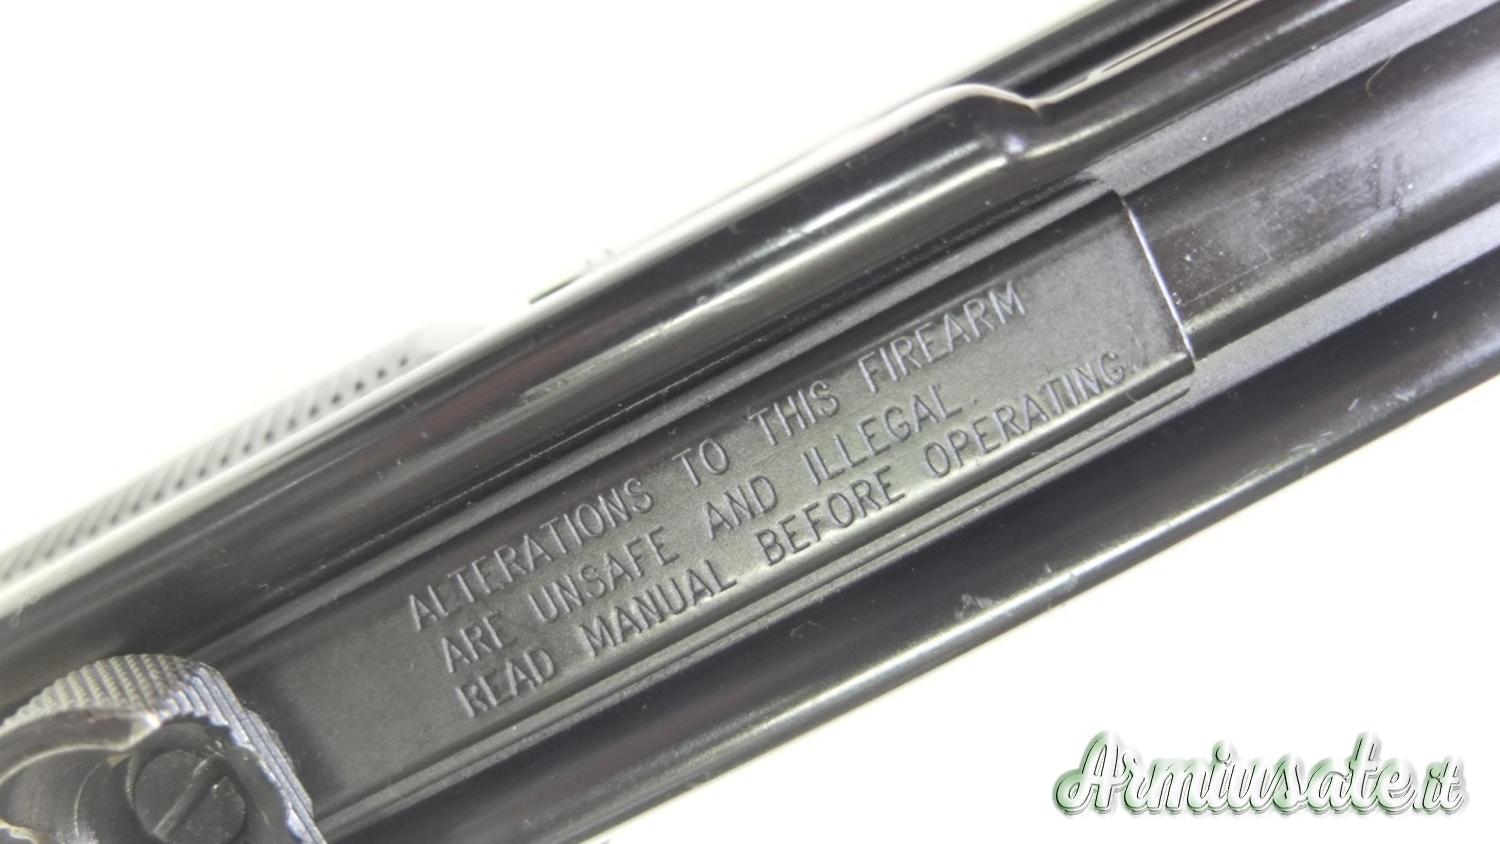 ALTERATIONS TO THIS FIREARM
ARE UNSAFE AND ILLEGAL.
READ MANUAL BEFORE OPERATING.
Armiusate.it